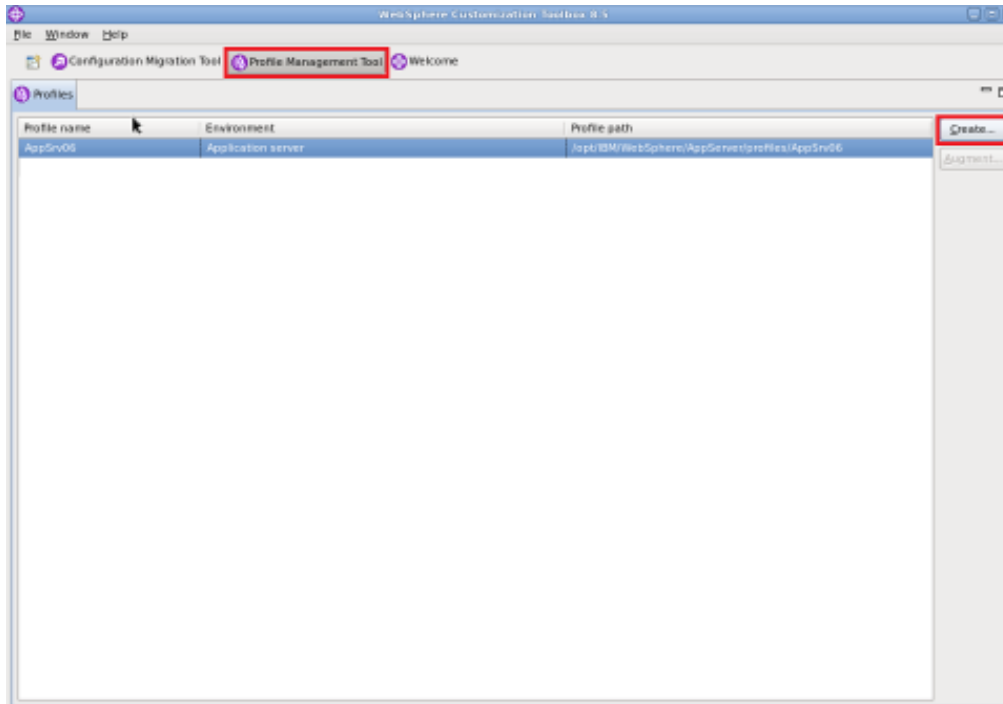 WebSphere Customization Toolbox 8.5
File Window Help
Configuration Migration Tool Profile Management Tool Welcome
Profiles
Profile name Environment Profile path Create...
AppSrv06 Application server /opt/IBM/WebSphere/AppServer/profiles/AppSrv06 Augment...